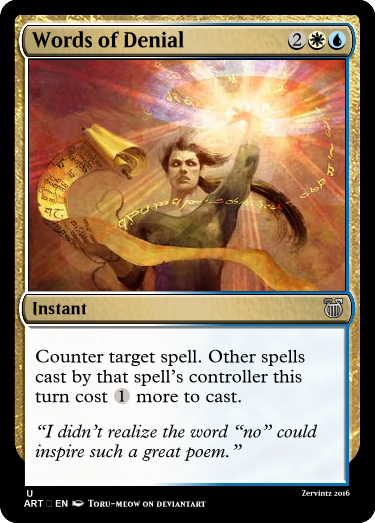 Words of Denial 2
Instant
Counter target spell. Other spells
cast by that spell's controller this
turn cost 1 more to cast.
"I didn't realize the word "no" could
inspire such a great poem."
U
ART EN TORU-MEOW ON DEVIANTART
Zervintz 2016